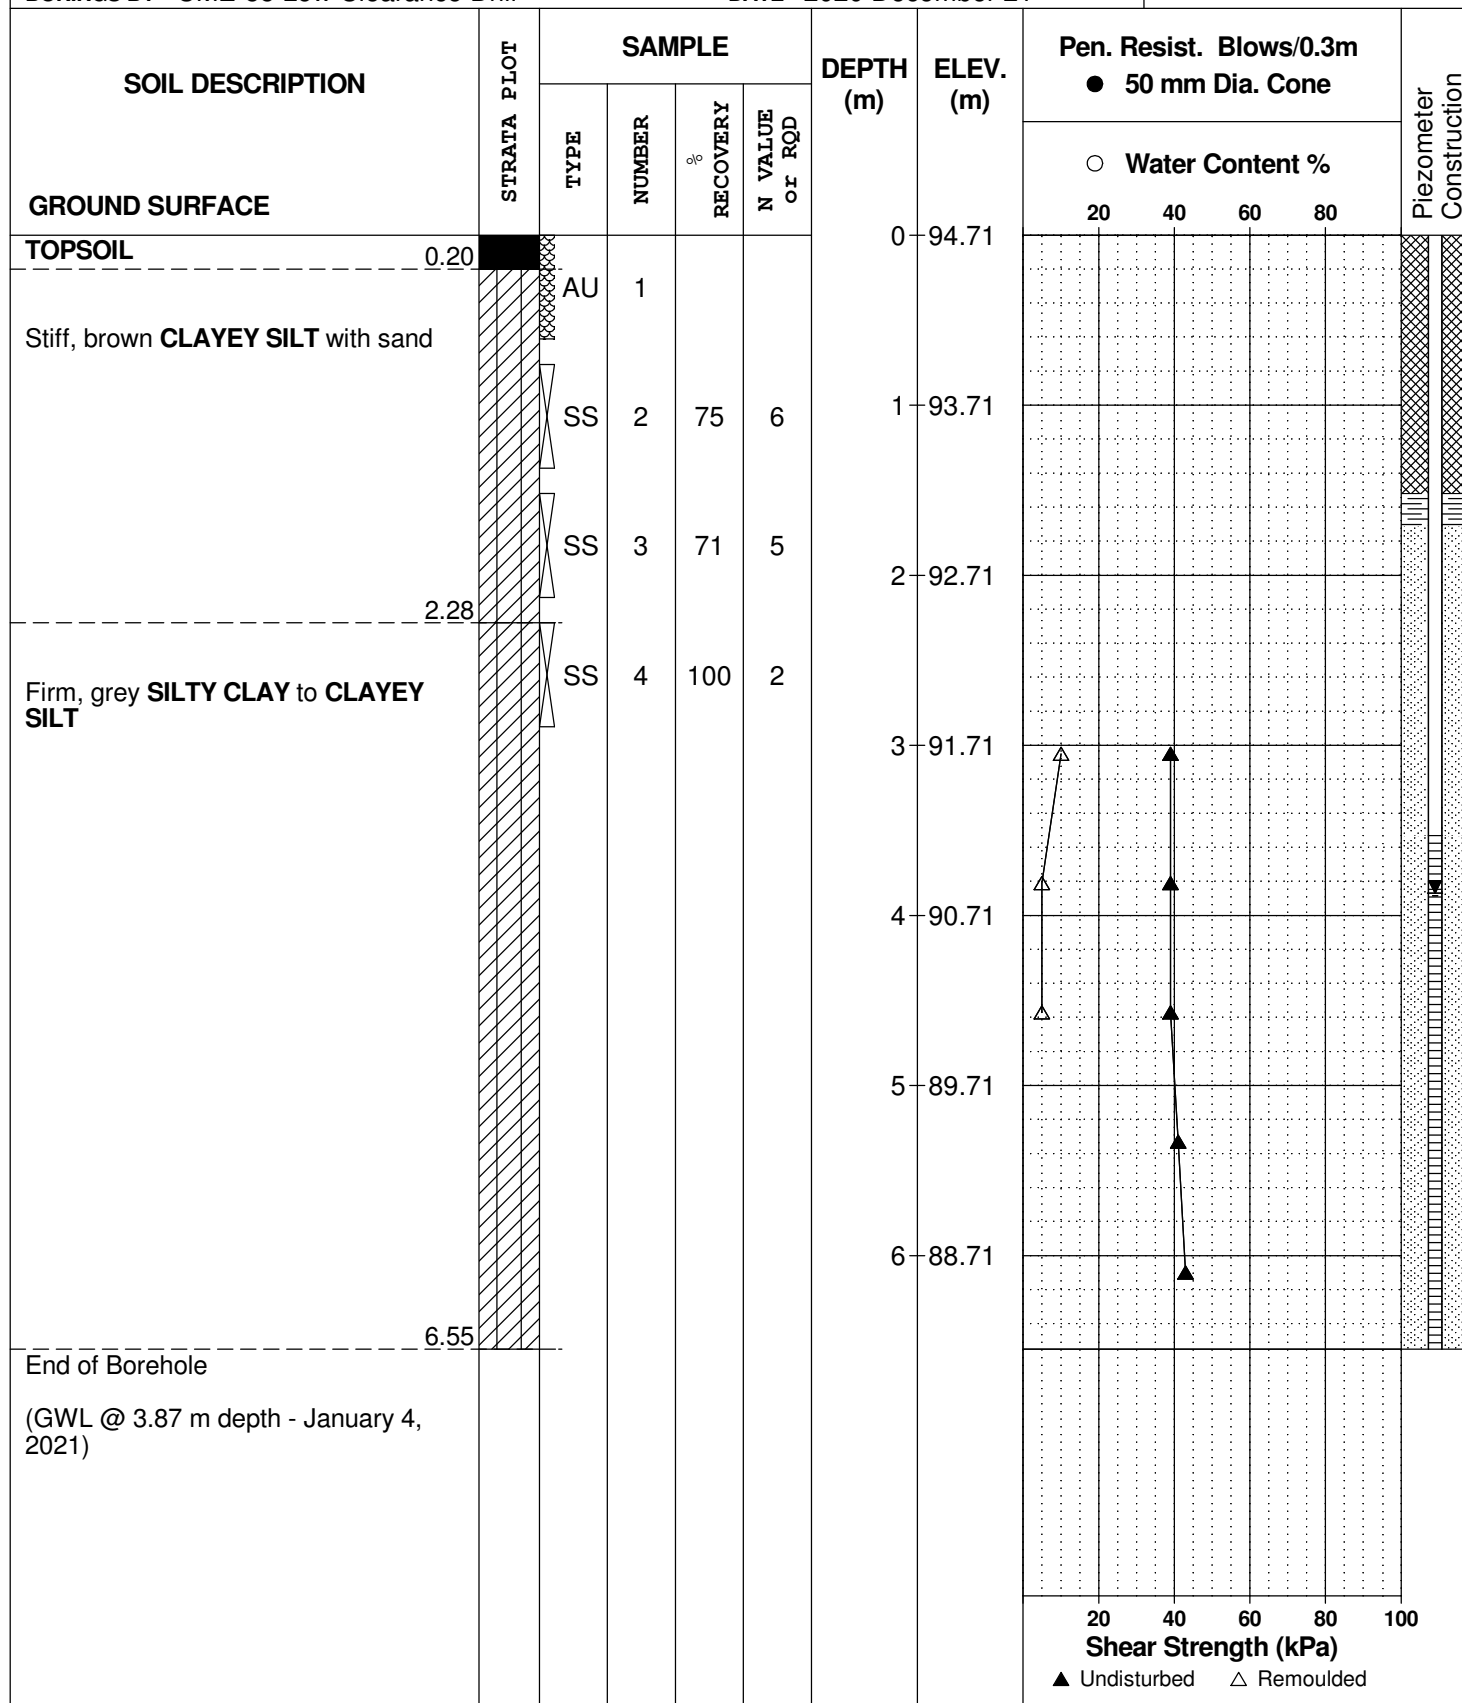 SOIL DESCRIPTION
GROUND SURFACE
STRATA PLOT
SAMPLE
TYPE
NUMBER
%
RECOVERY
N VALUE
or RQD
DEPTH
(m)
ELEV.
(m)
Pen. Resist. Blows/0.3m
● 50 mm Dia. Cone
○ Water Content %
20 40 60 80
Piezometer
Construction
TOPSOIL 0.20
0 94.71
AU 1
Stiff, brown CLAYEY SILT with sand
1 93.71
SS 2 75 6
SS 3 71 5
2 92.71
2.28
SS 4 100 2
Firm, grey SILTY CLAY to CLAYEY
SILT
3 91.71
4 90.71
5 89.71
6 88.71
6.55
End of Borehole
(GWL @ 3.87 m depth - January 4,
2021)
20 40 60 80 100
Shear Strength (kPa)
▲ Undisturbed △ Remoulded